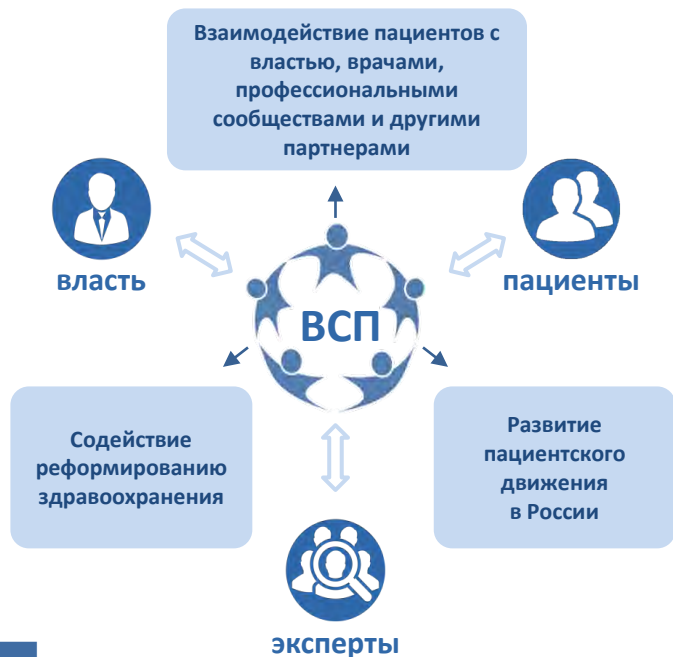 Взаимодействие пациентов с
властью, врачами,
профессиональными
сообществами и другими
партнерами
власть
пациенты
ВСП
Содействие
реформированию
здравоохранения
Развитие
пациентского
движения
в России
эксперты